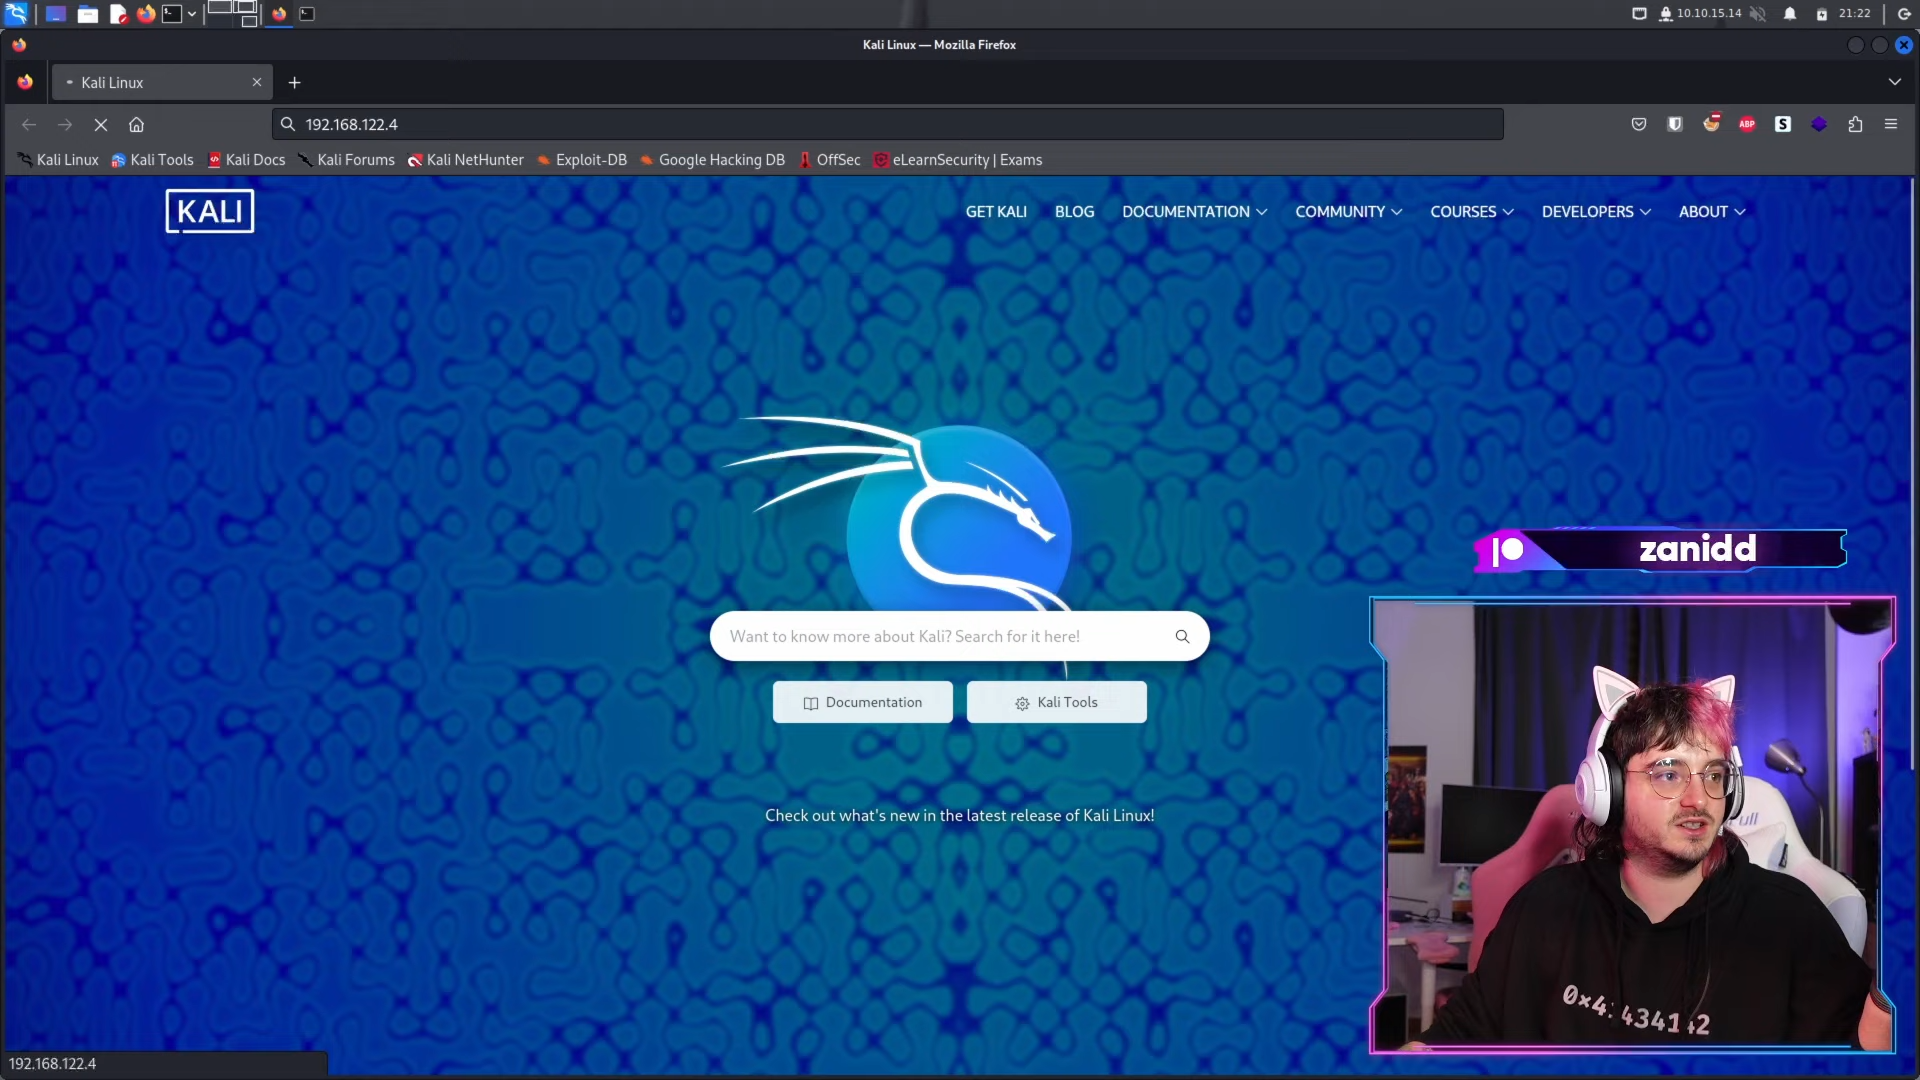 10.10.15.14
21:22
Kali Linux — Mozilla Firefox
Kali Linux
192.168.122.4
ABP
S
Kali Linux
Kali Tools
Kali Docs
Kali Forums
Kali NetHunter
Exploit-DB
Google Hacking DB
OffSec
eLearnSecurity | Exams
KALI
GET KALI
BLOG
DOCUMENTATION
COMMUNITY
COURSES
DEVELOPERS
ABOUT
zanidd
Want to know more about Kali? Search for it here!
Documentation
Kali Tools
Check out what's new in the latest release of Kali Linux!
192.168.122.4